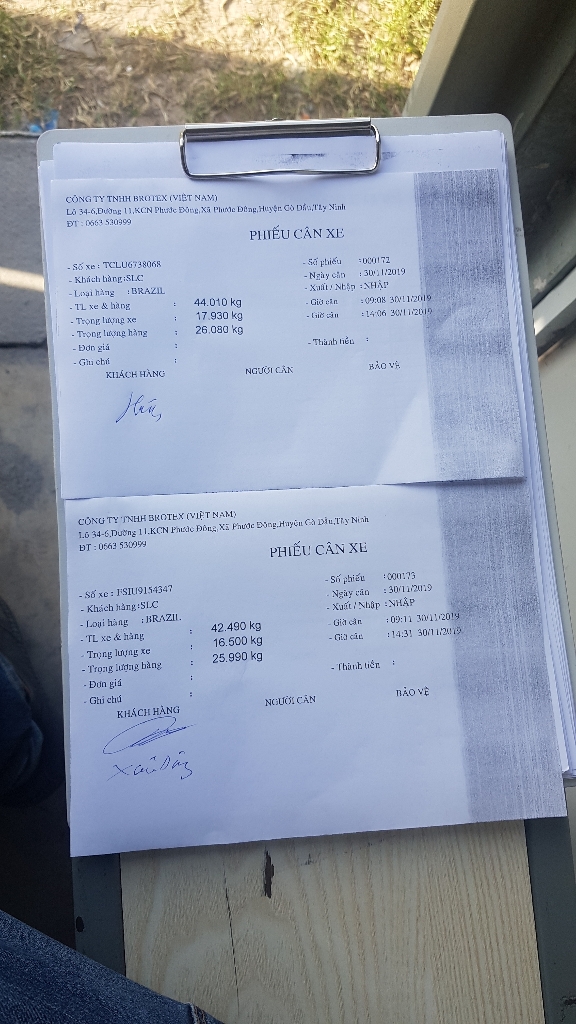 CÔNG TY TNHH BROTEX (VIỆT NAM)
Lô 34-6,Đường 11,KCN Phước Đông,Xã Phước Đông,Huyện Gò Dầu,Tây Ninh
ĐT : 0663 530999
PHIẾU CÂN XE
- Số xe : TCLU6738068
- Số phiếu :000172
- Khách hàng:SLC
- Ngày cân : 30/11/2019
- Loại hàng : BRAZIL
- Xuất / Nhập :NHẬP
- TL xe & hàng : 44.010 kg
- Giờ cân : 09:08 30/11/2019
- Trọng lượng xe : 17.930 kg
- Giờ cân : 14:06 30/11/2019
- Trọng lượng hàng : 26.080 kg
- Đơn giá :
- Thành tiền :
- Ghi chú :
KHÁCH HÀNG NGƯỜI CÂN BẢO VỆ
CÔNG TY TNHH BROTEX (VIỆT NAM)
Lô 34-6,Đường 11,KCN Phước Đông,Xã Phước Đông,Huyện Gò Dầu,Tây Ninh
ĐT : 0663 530999
PHIẾU CÂN XE
- Số xe : FSIU9154347
- Số phiếu :000173
- Khách hàng:SLC
- Ngày cân : 30/11/2019
- Loại hàng : BRAZIL
- Xuất / Nhập :NHẬP
- TL xe & hàng : 42.490 kg
- Giờ cân : 09:11 30/11/2019
- Trọng lượng xe : 16.500 kg
- Giờ cân : 14:31 30/11/2019
- Trọng lượng hàng : 25.990 kg
- Đơn giá :
- Thành tiền :
- Ghi chú :
KHÁCH HÀNG NGƯỜI CÂN BẢO VỆ